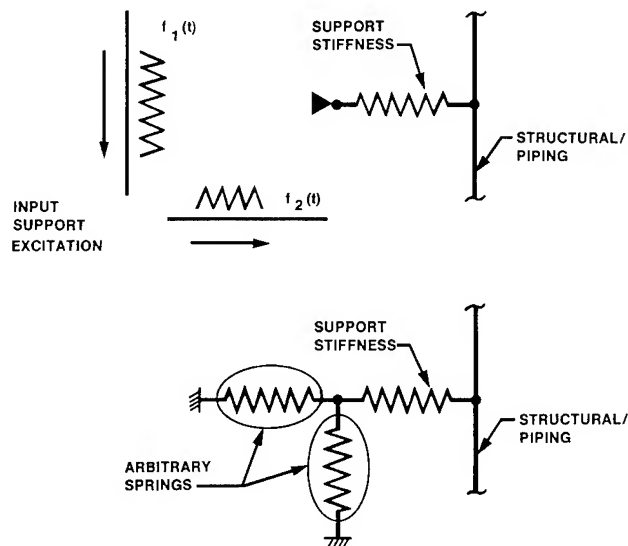 f1(t)
SUPPORT
STIFFNESS
STRUCTURAL/
PIPING
f2(t)
INPUT
SUPPORT
EXCITATION
SUPPORT
STIFFNESS
STRUCTURAL/
PIPING
ARBITRARY
SPRINGS